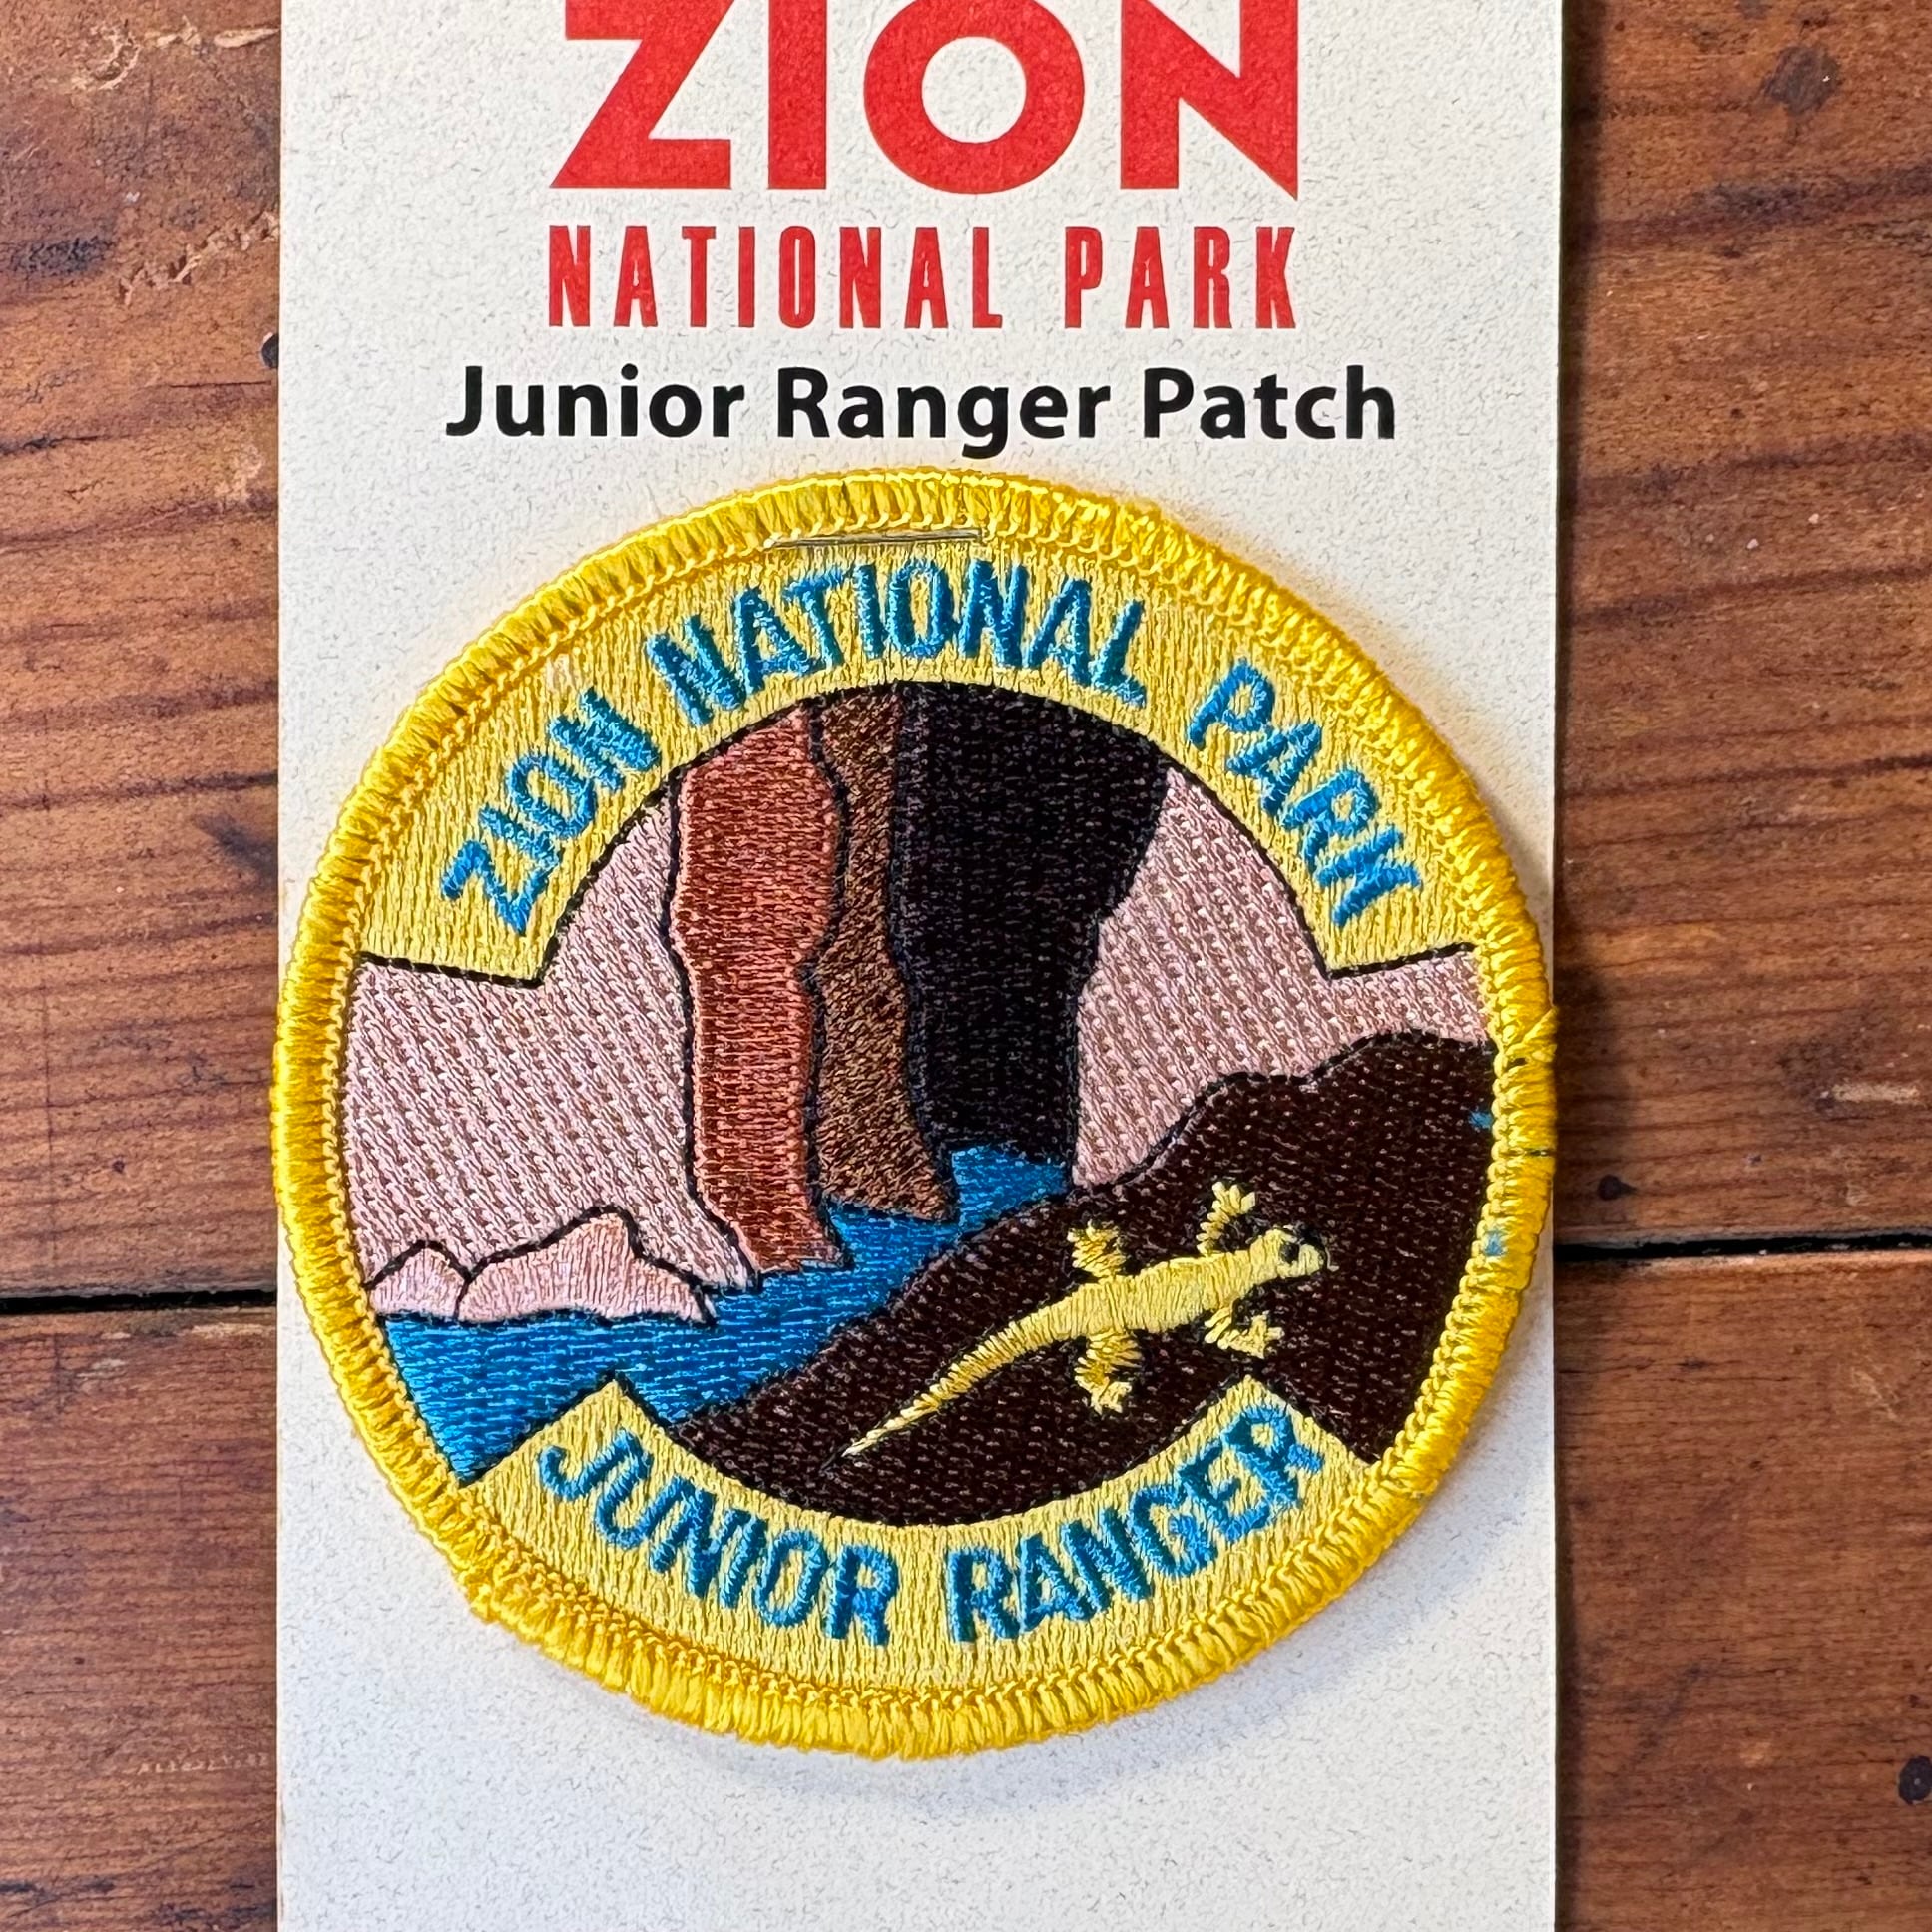 ZION
NATIONAL PARK
Junior Ranger Patch
ZION NATIONAL PARK
JUNIOR RANGER